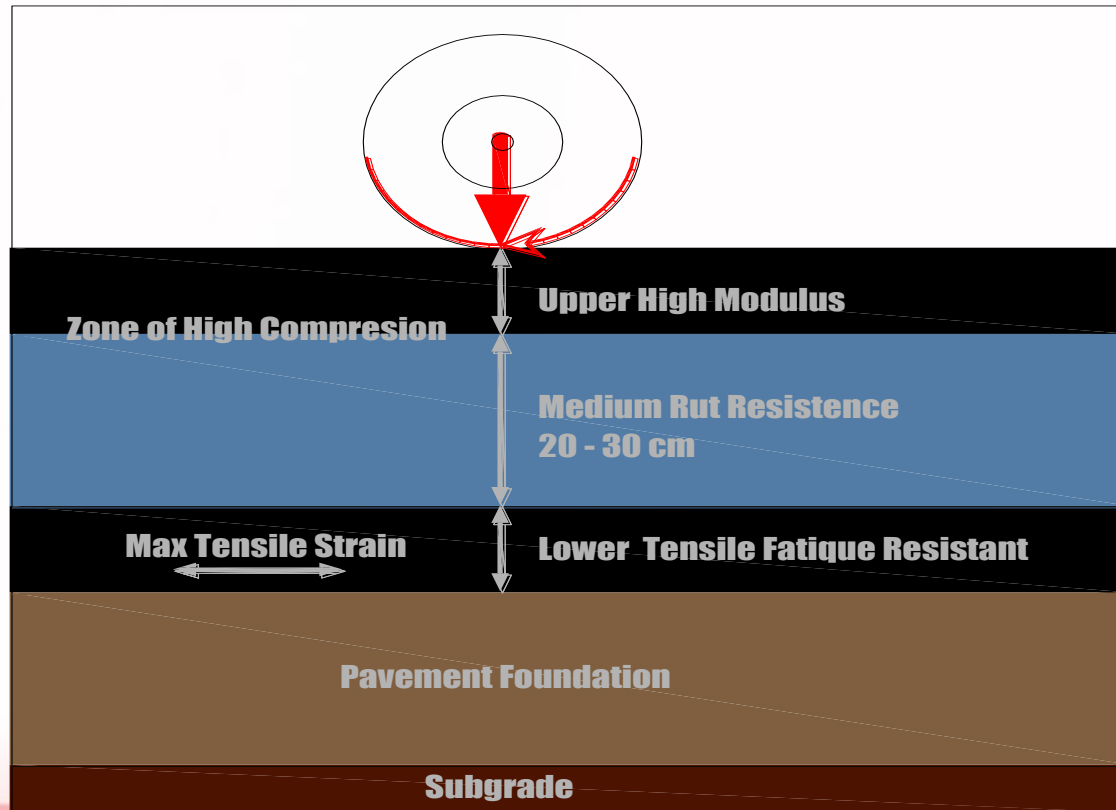 Upper High Modulus
Zone of High Compresion
Medium Rut Resistence
20 - 30 cm
Max Tensile Strain
Lower Tensile Fatique Resistant
Pavement Foundation
Subgrade